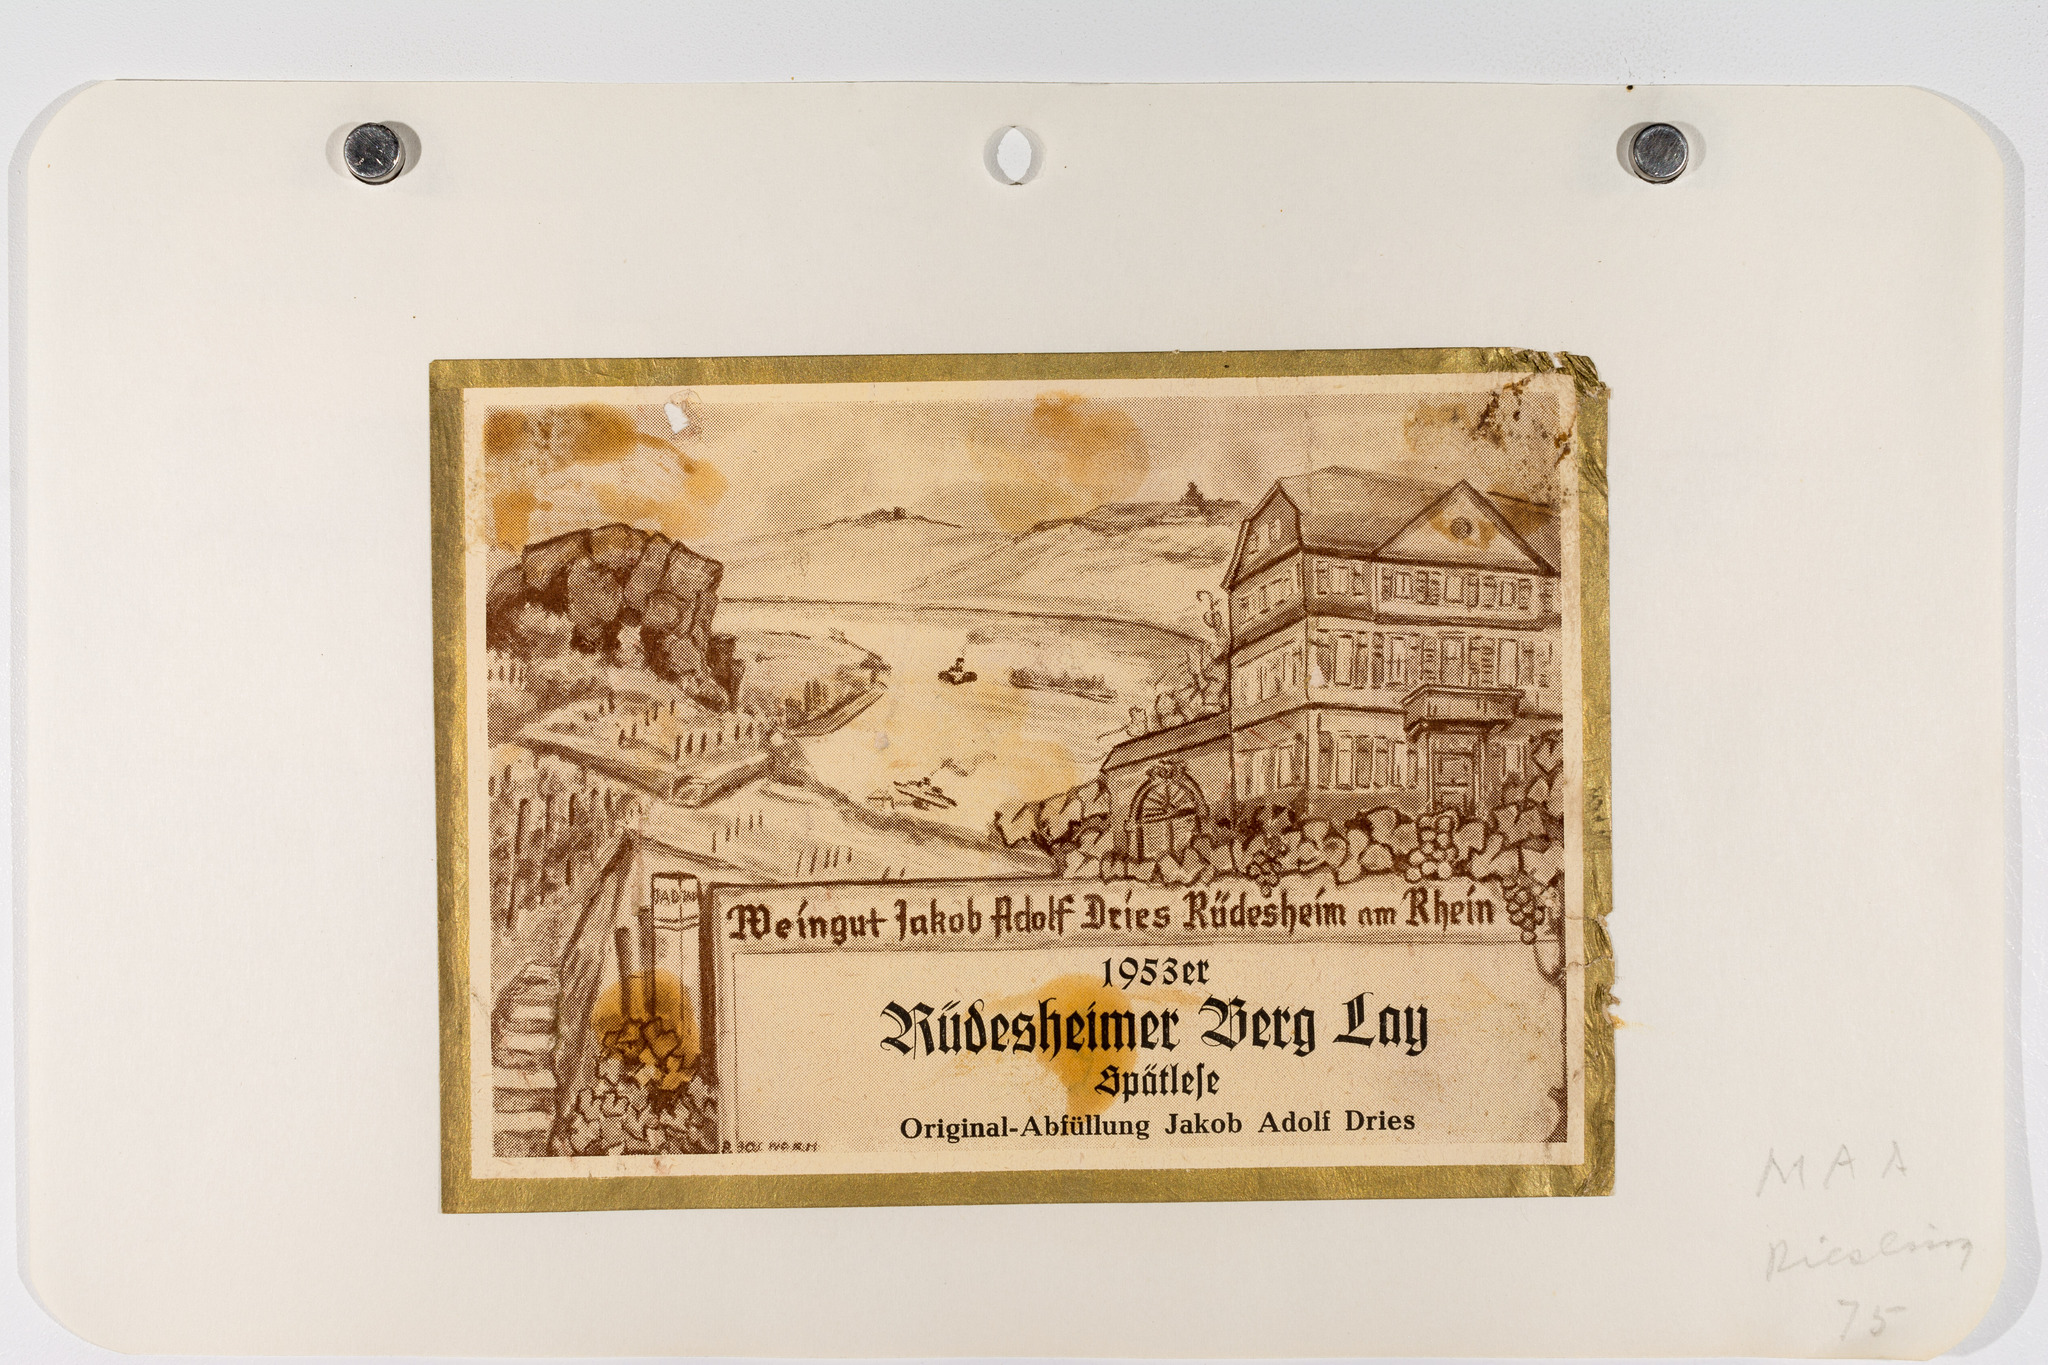 Weingut Jakob Adolf Dries Rüdesheim am Rhein
1953er
Rüdesheimer Berg Lay
Spätlese
Original-Abfüllung Jakob Adolf Dries
MAA
Riesling
75